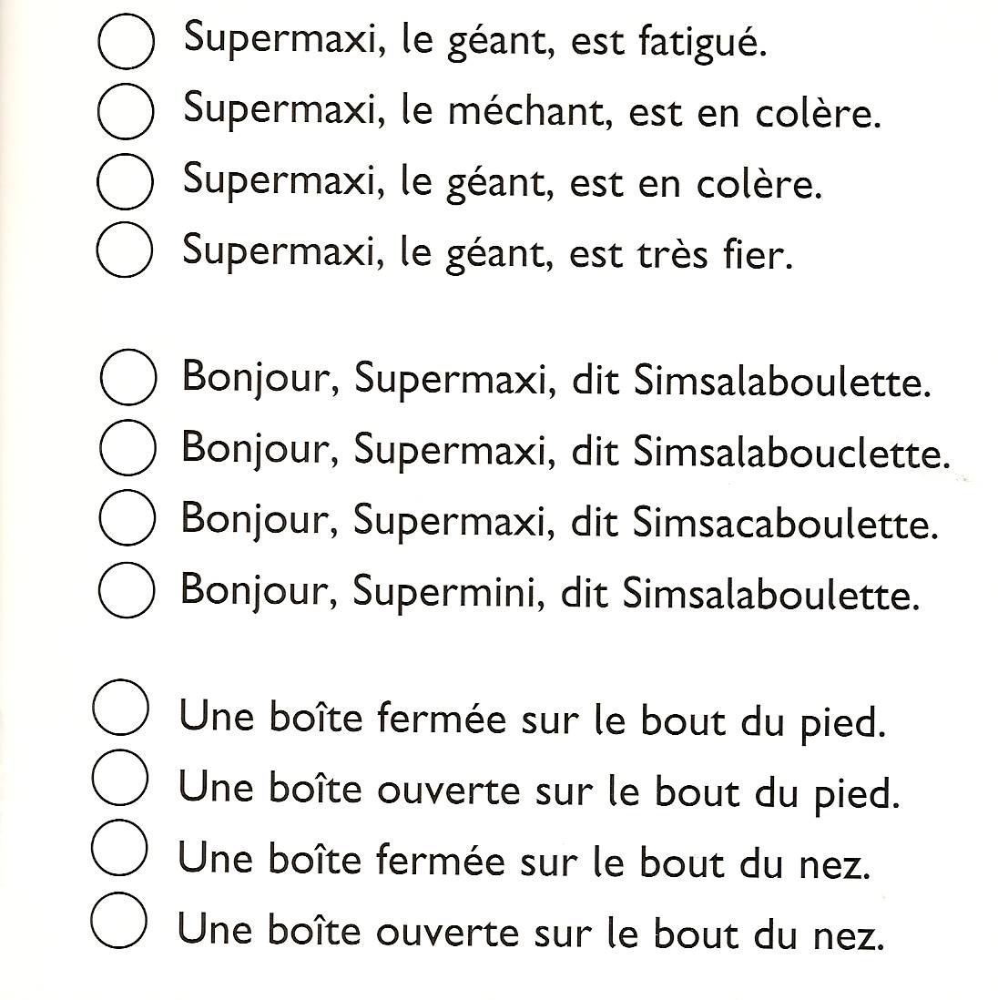 Supermaxi, le géant, est fatigué.
Supermaxi, le méchant, est en colère.
Supermaxi, le géant, est en colère.
Supermaxi, le géant, est très fier.
Bonjour, Supermaxi, dit Simsalaboulette.
Bonjour, Supermaxi, dit Simsalabouclette.
Bonjour, Supermaxi, dit Simsacaboulette.
Bonjour, Supermini, dit Simsalaboulette.
Une boîte fermée sur le bout du pied.
Une boîte ouverte sur le bout du pied.
Une boîte fermée sur le bout du nez.
Une boîte ouverte sur le bout du nez.